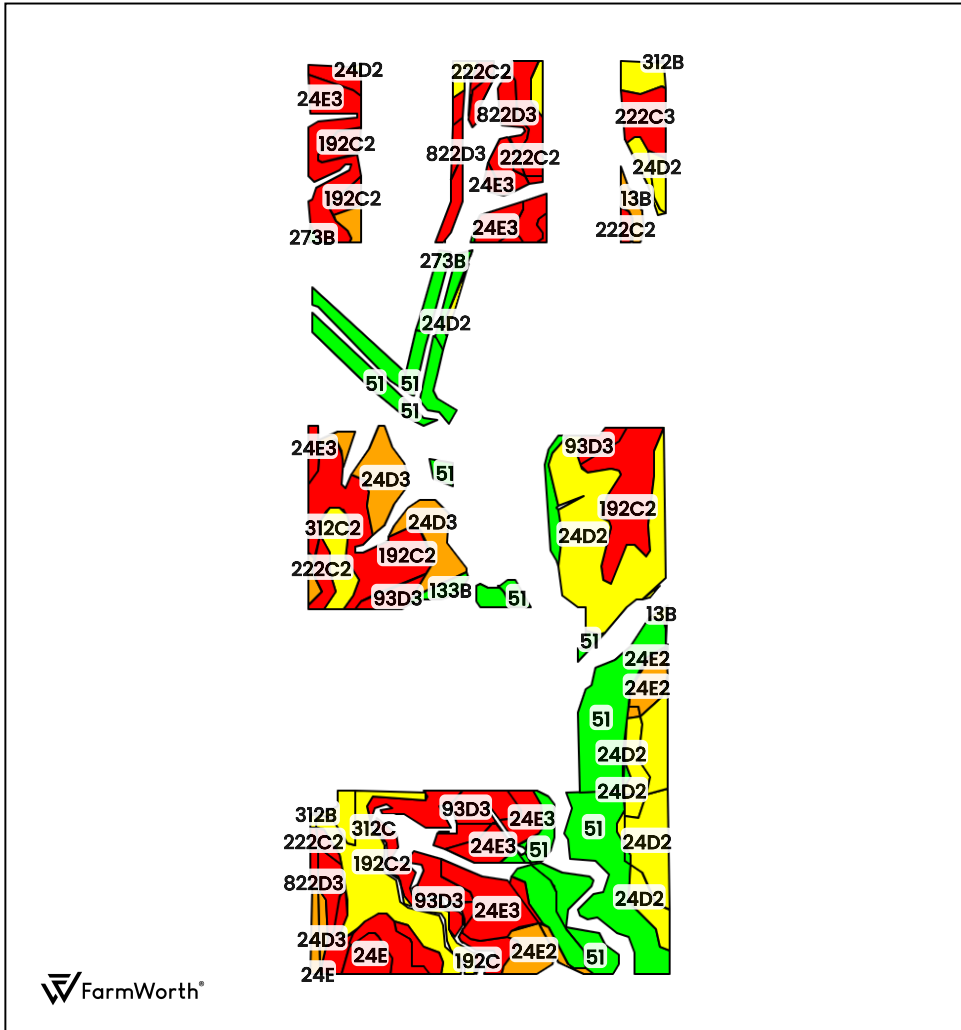 24D2
222C2
312B
24E3
822D3
222C3
192C2
822D3
222C2
24D2
24E3
192C2
13B
24E3
222C2
273B
273B
24D2
51
51
51
24E3
93D3
51
24D3
192C2
24D3
312C2
24D2
192C2
222C2
133B
93D3
51
13B
51
24E2
24E2
51
24D2
24D2
93D3
312B
24E3
312C
51
222C2
24E3
51
24D2
192C2
822D3
93D3
24D2
24E3
24D3
24E2
24E
51
192C
24E
FarmWorth®